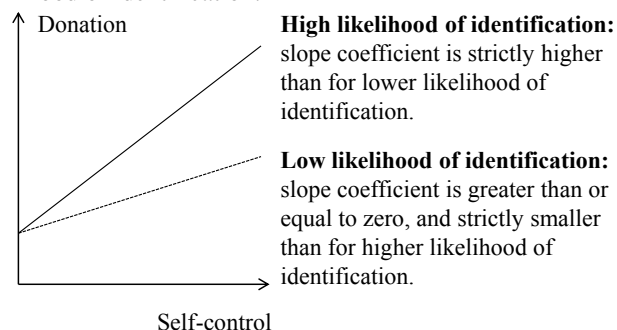 Donation
High likelihood of identification:
slope coefficient is strictly higher
than for lower likelihood of
identification.
Low likelihood of identification:
slope coefficient is greater than or
equal to zero, and strictly smaller
than for higher likelihood of
identification.
Self-control